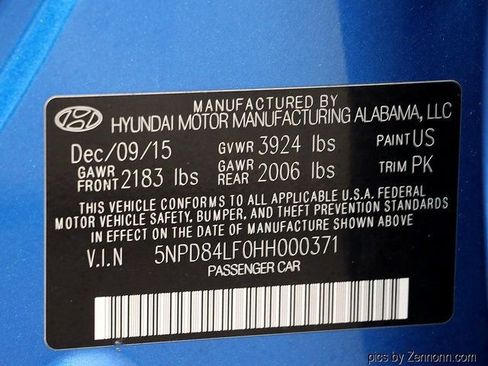 MANUFACTURED BY
HYUNDAI MOTOR MANUFACTURING ALABAMA, LLC
Dec/09/15 GVWR 3924 lbs PAINT US
GAWR FRONT 2183 lbs GAWR REAR 2006 lbs TRIM PK
THIS VEHICLE CONFORMS TO ALL APPLICABLE U.S.A. FEDERAL
MOTOR VEHICLE SAFETY, BUMPER, AND THEFT PREVENTION STANDARDS
IN EFFECT ON THE DATE OF MANUFACTURE SHOWN ABOVE.
V.I.N 5NPD84LF0HH000371
PASSENGER CAR
pics by Zennonn.com